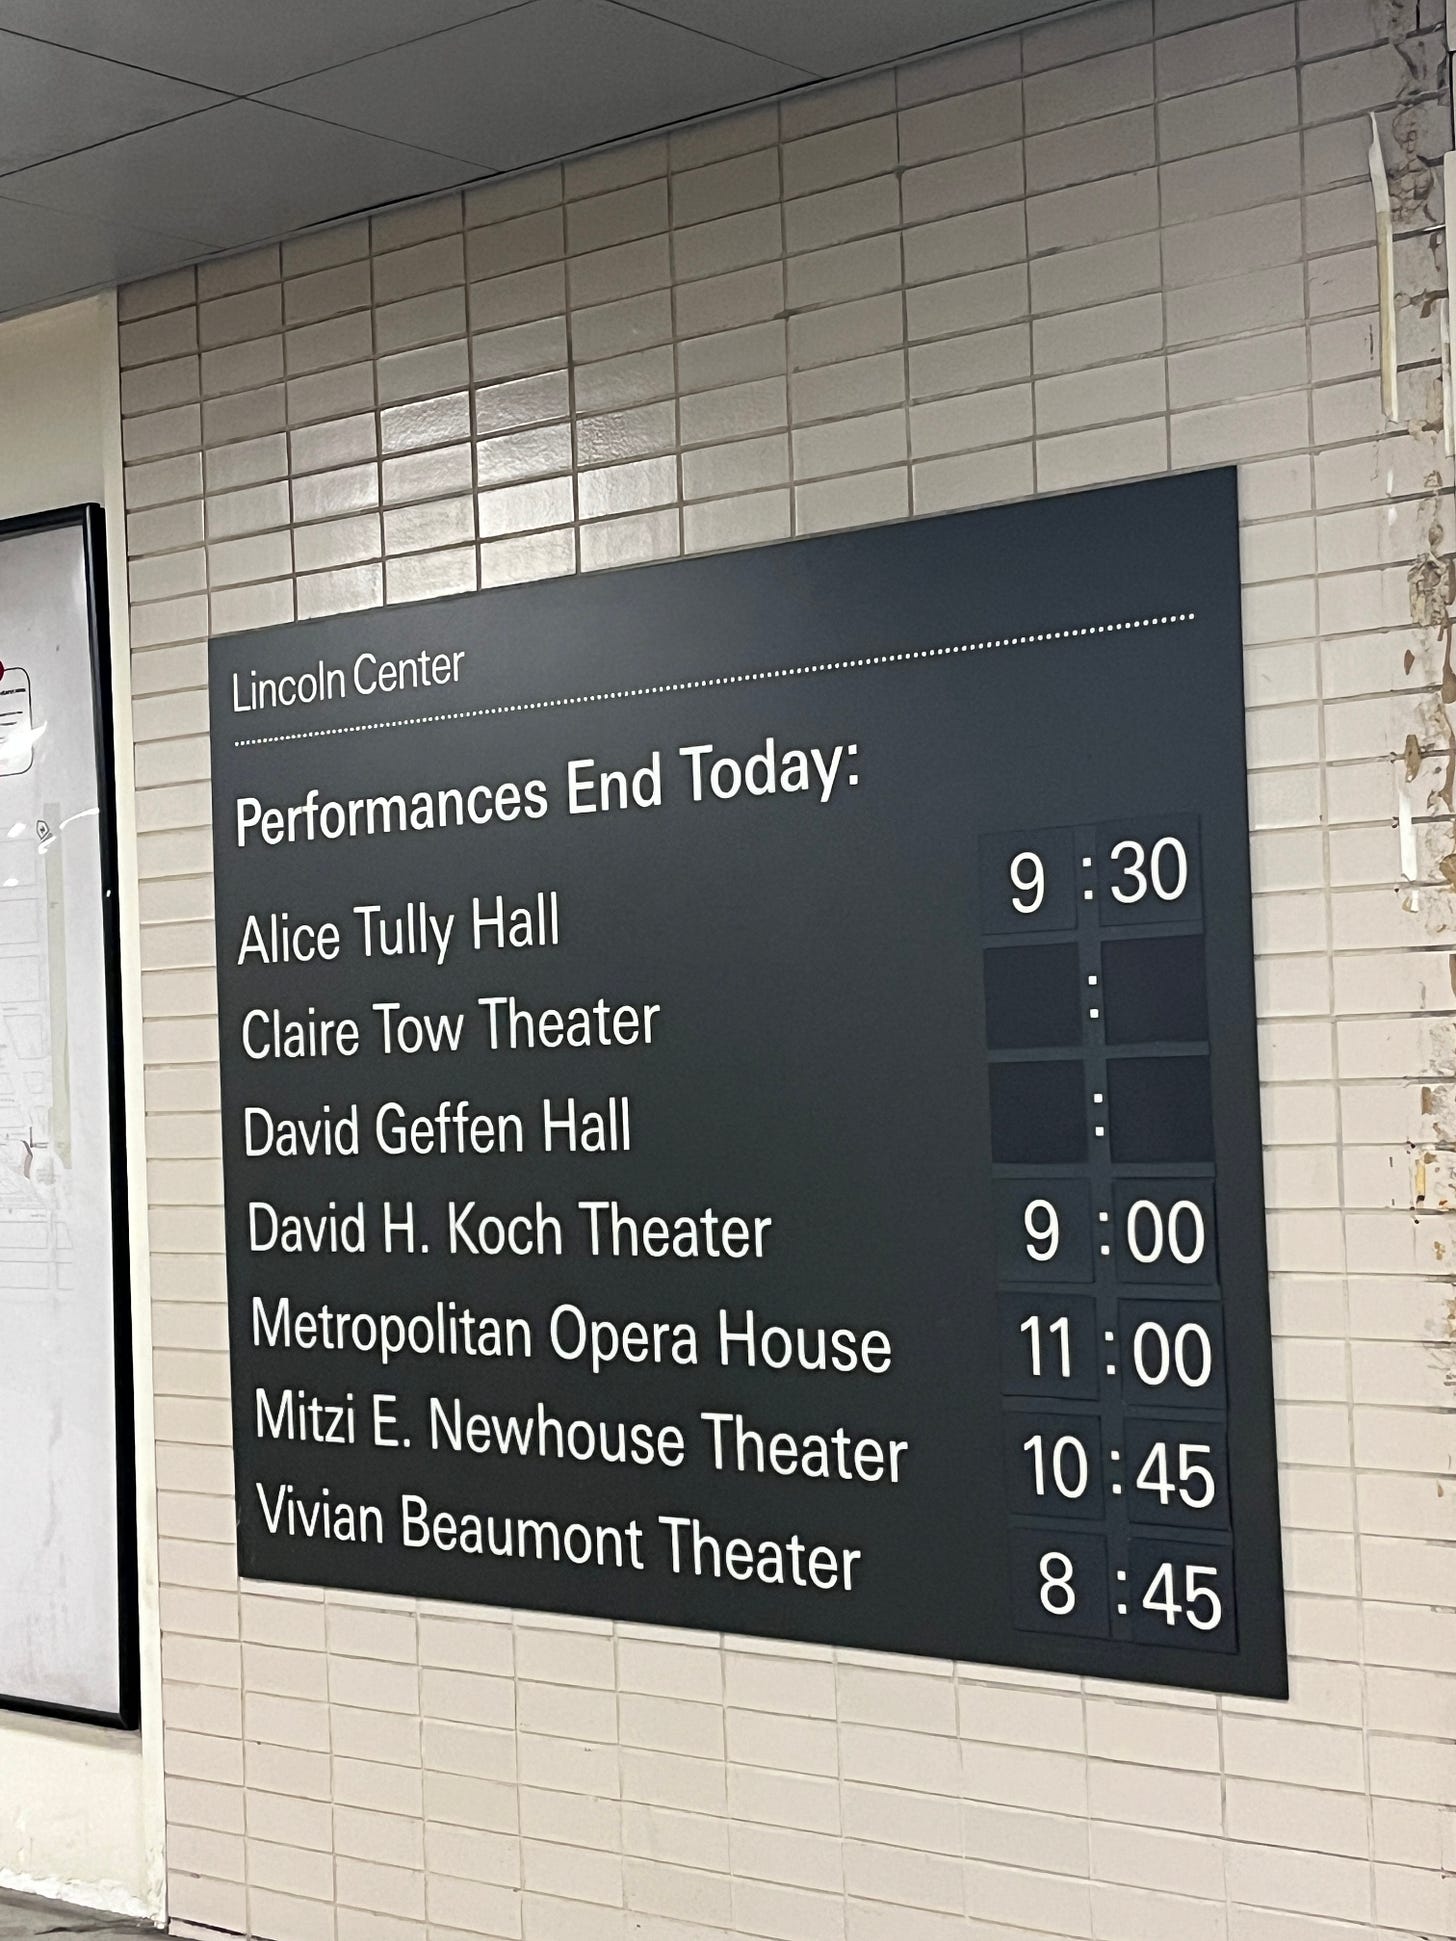 Lincoln Center
Performances End Today:
Alice Tully Hall 9 :30
Claire Tow Theater :
David Geffen Hall :
David H. Koch Theater 9 :00
Metropolitan Opera House 11 :00
Mitzi E. Newhouse Theater 10 :45
Vivian Beaumont Theater 8 :45